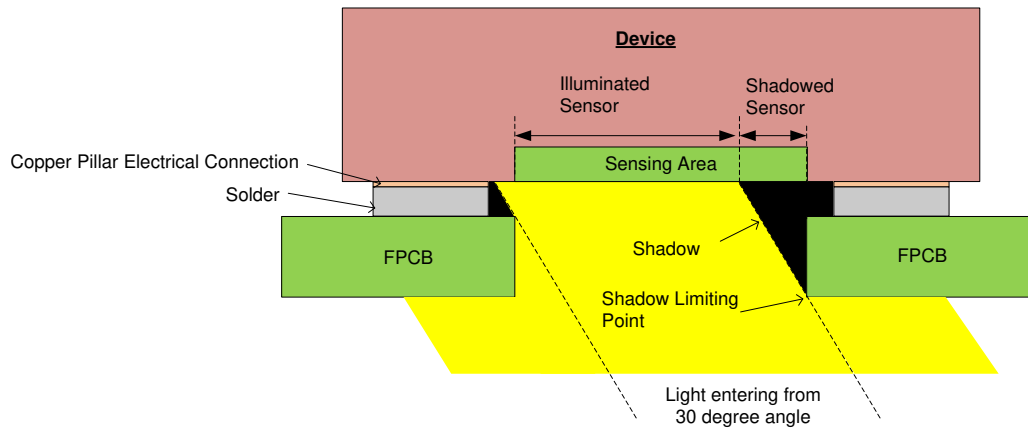 Device
Illuminated
Sensor
Shadowed
Sensor
Copper Pillar Electrical Connection
Sensing Area
Solder
FPCB
Shadow
FPCB
Shadow Limiting
Point
Light entering from
30 degree angle